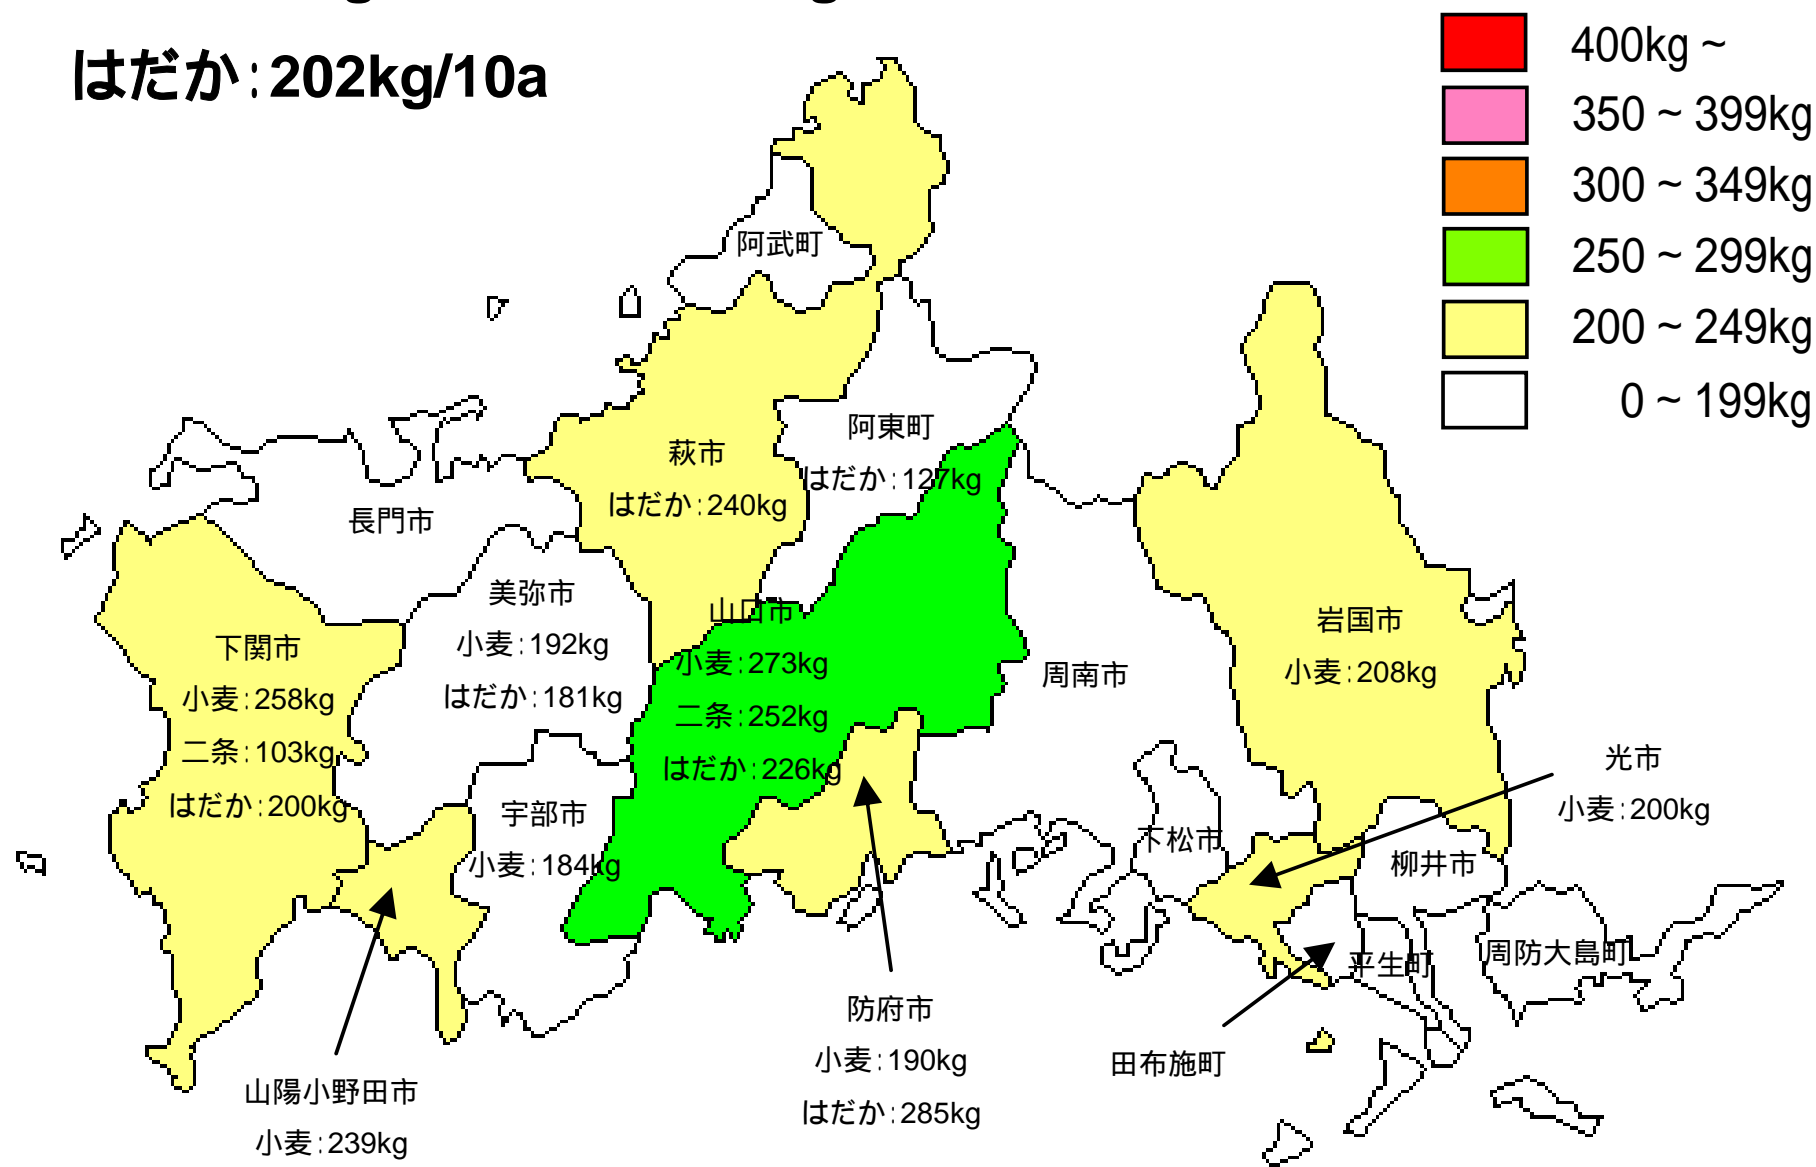 はだか:202kg/10a
400kg ~
350 ~ 399kg
300 ~ 349kg
250 ~ 299kg
200 ~ 249kg
0 ~ 199kg
阿武町
阿東町
はだか:127kg
萩市
はだか:240kg
長門市
美弥市
小麦:192kg
はだか:181kg
山口市
小麦:273kg
二条:252kg
はだか:226kg
下関市
小麦:258kg
二条:103kg
はだか:200kg
岩国市
小麦:208kg
周南市
光市
小麦:200kg
宇部市
小麦:184kg
下松市
柳井市
平生町
周防大島町
防府市
小麦:190kg
はだか:285kg
田布施町
山陽小野田市
小麦:239kg